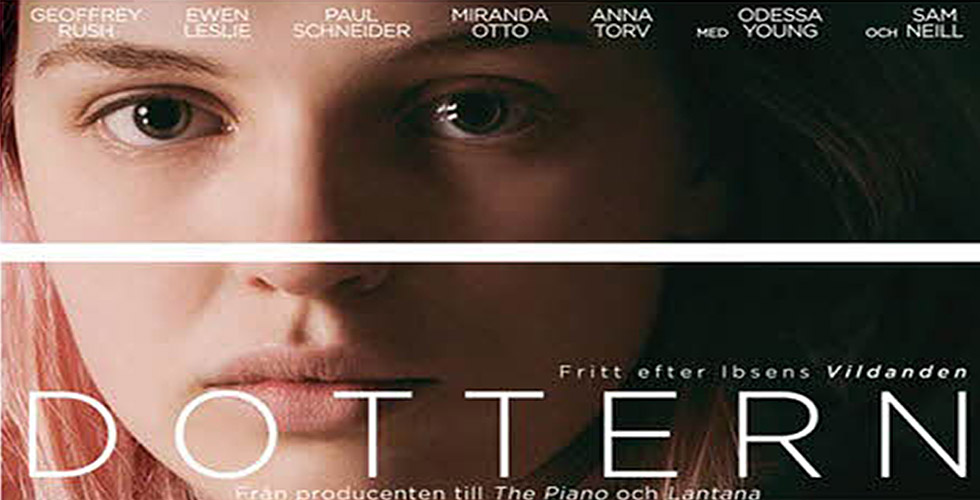 GEOFFREY EWEN PAUL MIRANDA ANNA ODESSA SAM
RUSH LESLIE SCHNEIDER OTTO TORV MED YOUNG OCH NEILL
Fritt efter Ibsens Vildanden
DOTTERN
Från producenten till The Piano och Lantana